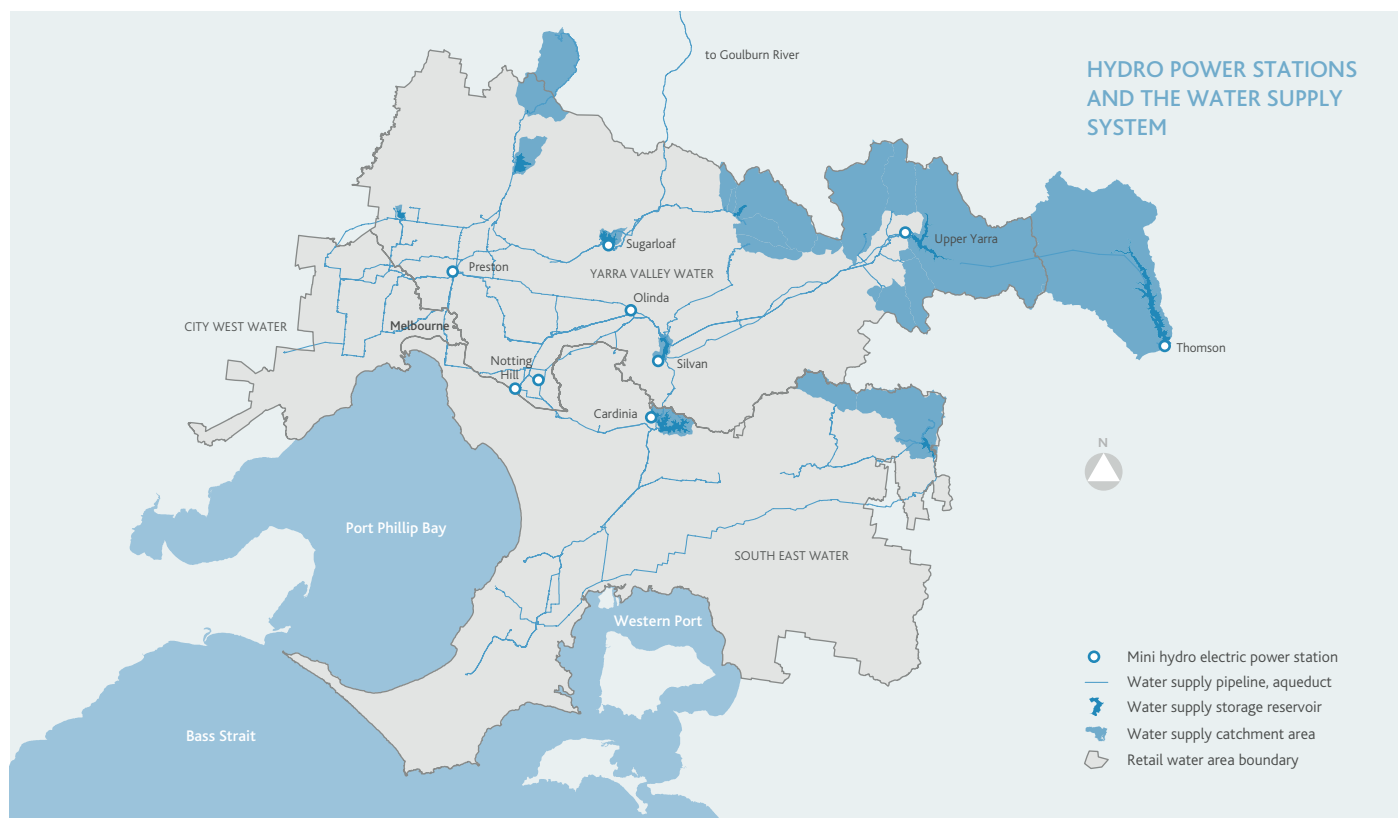 to Goulburn River
HYDRO POWER STATIONS
AND THE WATER SUPPLY
SYSTEM
Upper Yarra
Sugarloaf
Preston
YARRA VALLEY WATER
Olinda
CITY WEST WATER
Melbourne
Thomson
Notting
Hill
Silvan
Cardinia
N
Port Phillip Bay
SOUTH EAST WATER
Western Port
Bass Strait
Mini hydro electric power station
Water supply pipeline, aqueduct
Water supply storage reservoir
Water supply catchment area
Retail water area boundary